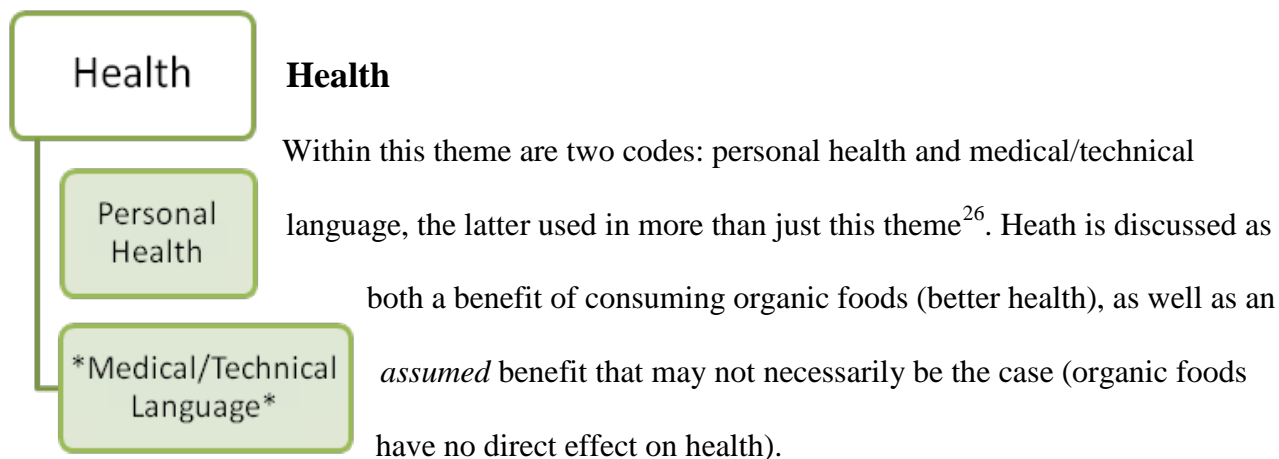 Health
Personal
Health
*Medical/Technical
Language*
Health
Within this theme are two codes: personal health and medical/technical
language, the latter used in more than just this theme26. Heath is discussed as
both a benefit of consuming organic foods (better health), as well as an
assumed benefit that may not necessarily be the case (organic foods
have no direct effect on health).